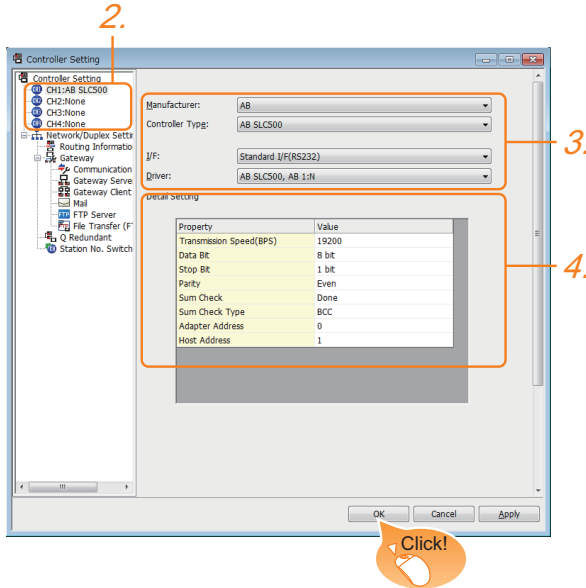 2.
Controller Setting
Controller Setting
CH1:AB SLC500
CH2:None
CH3:None
CH4:None
Network/Duplex Settin
Routing Informatio
Gateway
Communication
Gateway Serve
Gateway Client
Mail
FTP Server
File Transfer (F
Q Redundant
Station No. Switch
Manufacturer: AB
Controller Type: AB SLC500
I/F: Standard I/F(RS232)
Driver: AB SLC500, AB 1:N
3.
Detail Setting
Property Value
Transmission Speed(BPS) 19200
Data Bit 8 bit
Stop Bit 1 bit
Parity Even
Sum Check Done
Sum Check Type BCC
Adapter Address 0
Host Address 1
4.
OK Cancel Apply
Click!